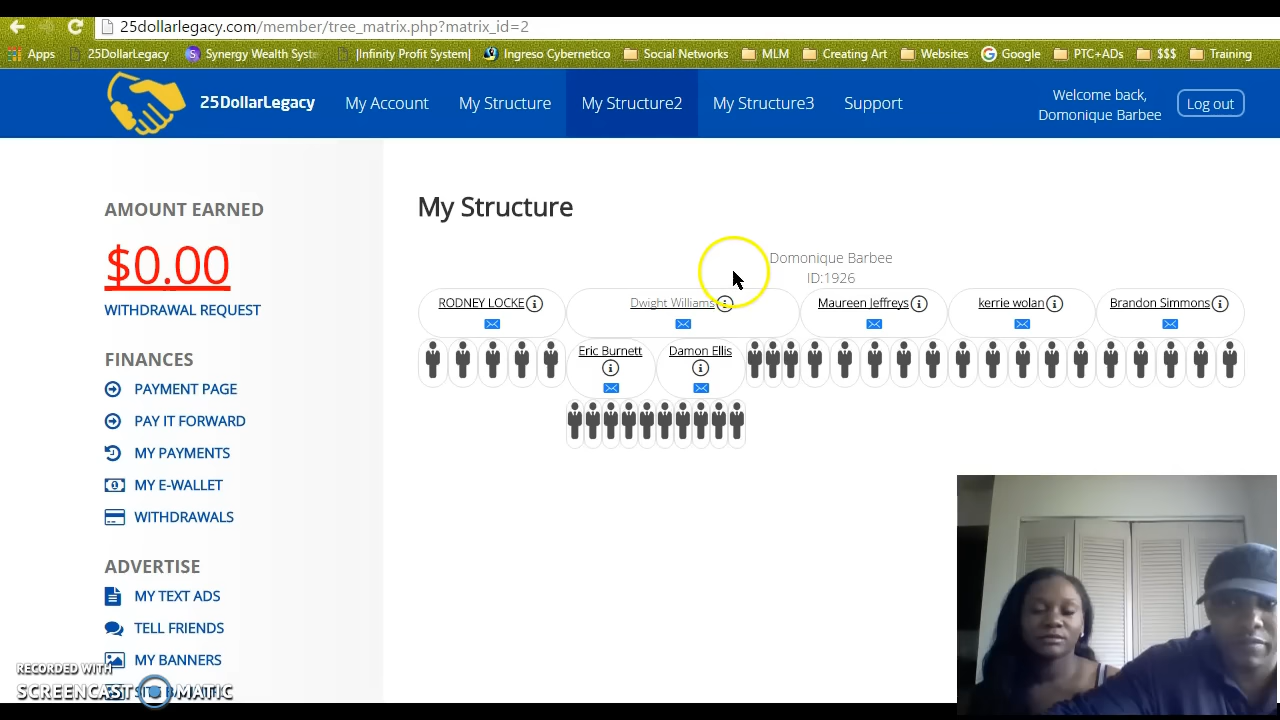 25dollarlegacy.com/member/tree_matrix.php?matrix_id=2
Apps 25DollarLegacy Synergy Wealth Syste |Infinity Profit System| Ingreso Cybernetico Social Networks MLM Creating Art Websites Google PTC+ADs $$$ Training
25DollarLegacy My Account My Structure My Structure2 My Structure3 Support Welcome back, Domonique Barbee Log out
AMOUNT EARNED
$0.00
WITHDRAWAL REQUEST
FINANCES
PAYMENT PAGE
PAY IT FORWARD
MY PAYMENTS
MY E-WALLET
WITHDRAWALS
ADVERTISE
MY TEXT ADS
TELL FRIENDS
MY BANNERS
My Structure
Domonique Barbee
ID:1926
RODNEY LOCKE Dwight Williams Maureen Jeffreys kerrie wolan Brandon Simmons
Eric Burnett Damon Ellis
RECORDED WITH
SCREENCAST MATIC